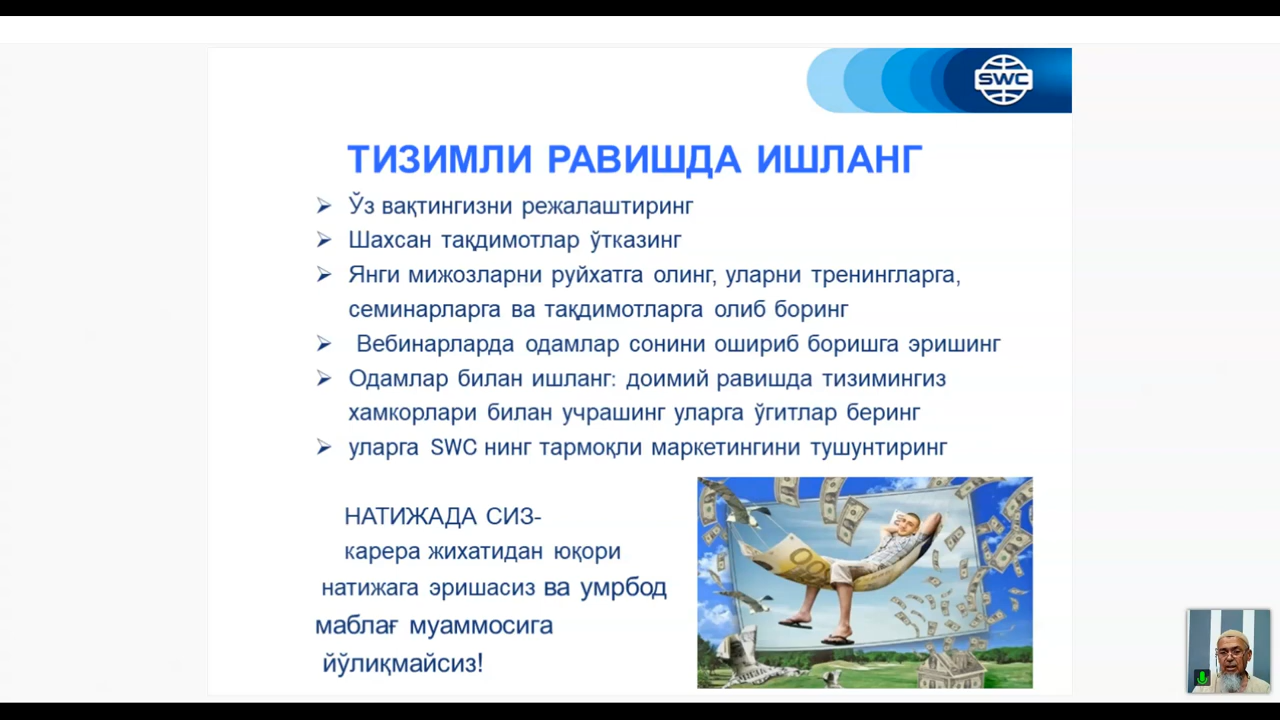 SWC
ТИЗИМЛИ РАВИШДА ИШЛАНГ
➢ Ўз вақтингизни режалаштиринг
➢ Шахсан тақдимотлар ўтказинг
➢ Янги мижозларни руйхатга олинг, уларни тренингларга,
семинарларга ва тақдимотларга олиб боринг
➢ Вебинарларда одамлар сонини ошириб боришга эришинг
➢ Одамлар билан ишланг: доимий равишда тизимингиз
хамкорлари билан учрашинг уларга ўгитлар беринг
➢ уларга SWC нинг тармоқли маркетингини тушунтиринг
НАТИЖАДА СИЗ-
карера жихатидан юқори
натижага эришасиз ва умрбод
маблағ муаммосига
йўлиқмайсиз!